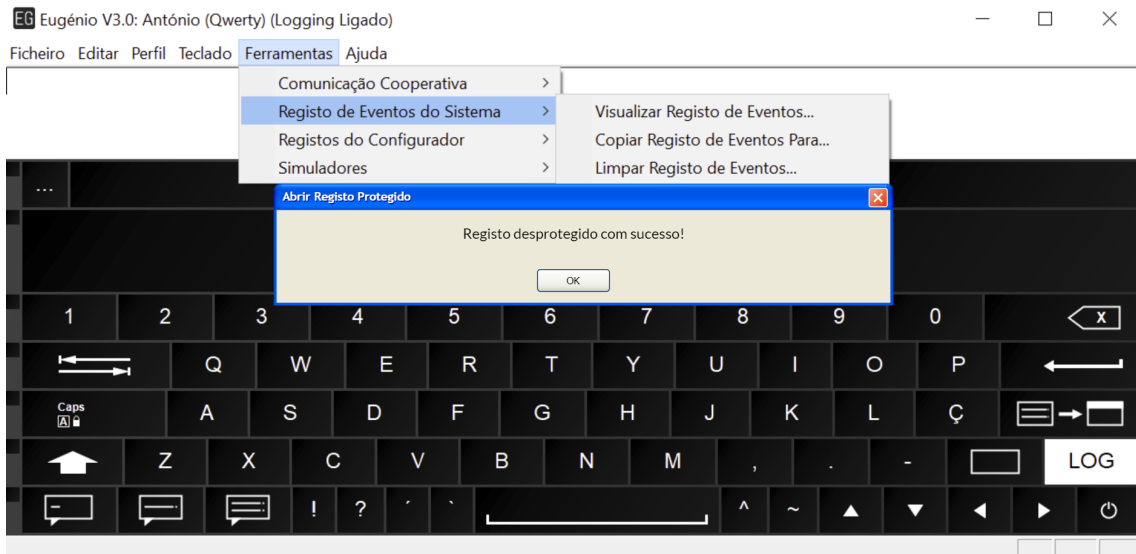 EG Eugénio V3.0: António (Qwerty) (Logging Ligado)
Ficheiro Editar Perfil Teclado Ferramentas Ajuda
Comunicação Cooperativa
Registo de Eventos do Sistema
Registos do Configurador
Simuladores
Visualizar Registo de Eventos...
Copiar Registo de Eventos Para...
Limpar Registo de Eventos...
...
Abrir Registo Protegido
Registo desprotegido com sucesso!
OK
1 2 3 4 5 6 7 8 9 0 X
Q W E R T Y U I O P
Caps A A S D F G H J K L Ç
Z X C V B N M , . - LOG
! ? ´ ` ^ ~